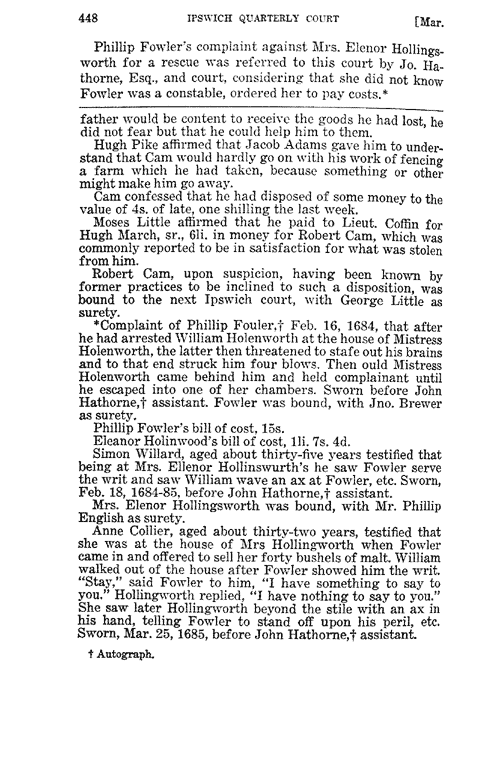 448 IPSWICH QUARTERLY COURT [Mar.
Phillip Fowler's complaint against Mrs. Elenor Hollings-
worth for a rescue was referred to this court by Jo. Ha-
thorne, Esq., and court, considering that she did not know
Fowler was a constable, ordered her to pay costs.*
father would be content to receive the goods he had lost, he
did not fear but that he could help him to them.
Hugh Pike affirmed that Jacob Adams gave him to under-
stand that Cam would hardly go on with his work of fencing
a farm which he had taken, because something or other
might make him go away.
Cam confessed that he had disposed of some money to the
value of 4s. of late, one shilling the last week.
Moses Little affirmed that he paid to Lieut. Coffin for
Hugh March, sr., 6li. in money for Robert Cam, which was
commonly reported to be in satisfaction for what was stolen
from him.
Robert Cam, upon suspicion, having been known by
former practices to be inclined to such a disposition, was
bound to the next Ipswich court, with George Little as
surety.
*Complaint of Phillip Fouler,† Feb. 16, 1684, that after
he had arrested William Holenworth at the house of Mistress
Holenworth, the latter then threatened to stafe out his brains
and to that end struck him four blows. Then ould Mistress
Holenworth came behind him and held complainant until
he escaped into one of her chambers. Sworn before John
Hathorne,† assistant. Fowler was bound, with Jno. Brewer
as surety.
Phillip Fowler's bill of cost, 15s.
Eleanor Holinwood's bill of cost, 1li. 7s. 4d.
Simon Willard, aged about thirty-five years testified that
being at Mrs. Ellenor Hollinswurth's he saw Fowler serve
the writ and saw William wave an ax at Fowler, etc. Sworn,
Feb. 18, 1684-85, before John Hathorne,† assistant.
Mrs. Elenor Hollingsworth was bound, with Mr. Phillip
English as surety.
Anne Collier, aged about thirty-two years, testified that
she was at the house of Mrs Hollingworth when Fowler
came in and offered to sell her forty bushels of malt. William
walked out of the house after Fowler showed him the writ.
"Stay," said Fowler to him, "I have something to say to
you." Hollingworth replied, "I have nothing to say to you."
She saw later Hollingworth beyond the stile with an ax in
his hand, telling Fowler to stand off upon his peril, etc.
Sworn, Mar. 25, 1685, before John Hathorne,† assistant.
† Autograph.